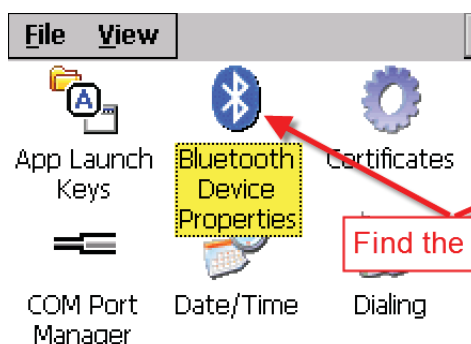 File View
A
App Launch Keys
Bluetooth Device Properties
Certificates
Find the
COM Port Manager
Date/Time
Dialing